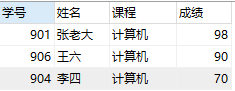 学号 姓名 课程 成绩
901 张老大 计算机 98
906 王六 计算机 90
904 李四 计算机 70